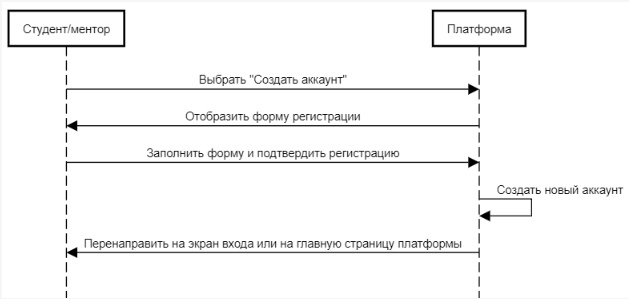 Студент/ментор
Платформа
Выбрать "Создать аккаунт"
Отобразить форму регистрации
Заполнить форму и подтвердить регистрацию
Создать новый аккаунт
Перенаправить на экран входа или на главную страницу платформы